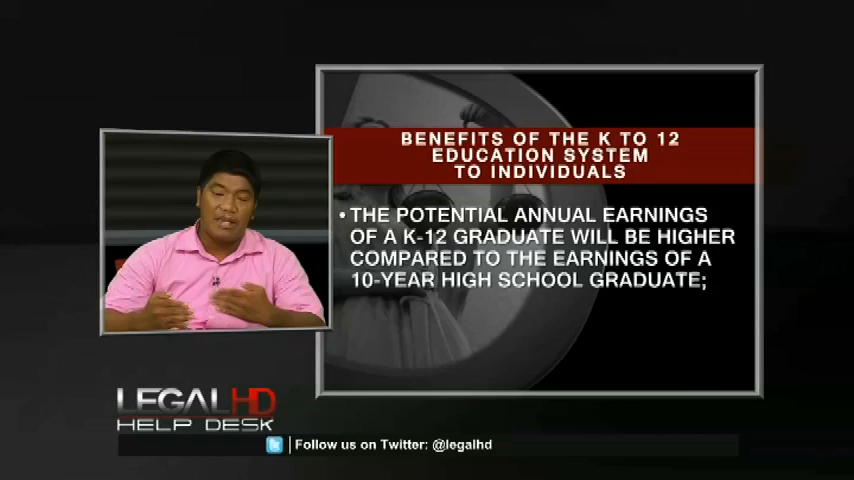 BENEFITS OF THE K TO 12
EDUCATION SYSTEM
TO INDIVIDUALS
• THE POTENTIAL ANNUAL EARNINGS
OF A K-12 GRADUATE WILL BE HIGHER
COMPARED TO THE EARNINGS OF A
10-YEAR HIGH SCHOOL GRADUATE;
LEGALHD
HELP DESK
Follow us on Twitter: @legalhd